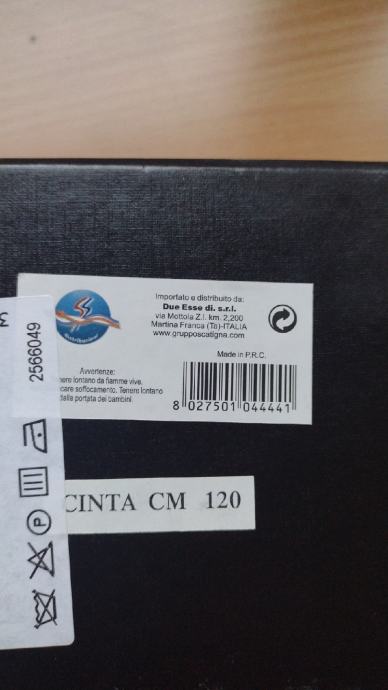 Importato e distribuito da:
Due Esse di. s.r.l.
via Mottola Z.I. km. 2,200
Martina Franca (Ta)-ITALIA
www.grupposcatigna.com
Made in P.R.C.
Avvertenze:
lontano da fiamme vive.
soffocamento. Tenere lontano
dalla portata dei bambini.
8 027501 044441
2566049
P
CINTA CM 120